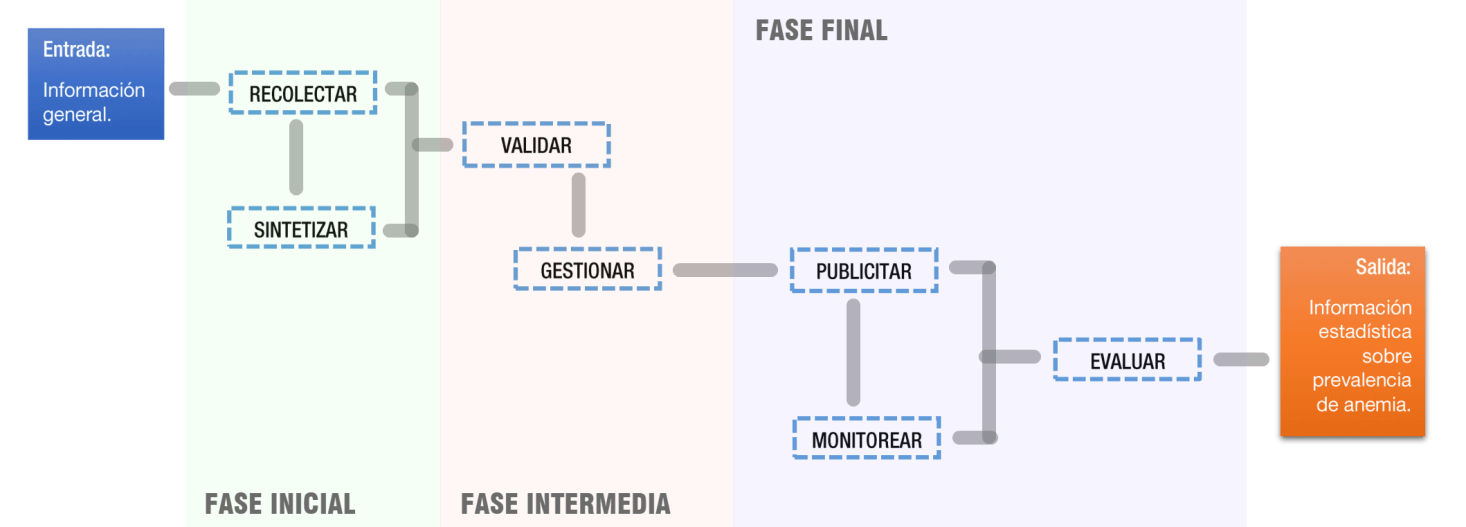 Entrada:
Información
general.
RECOLECTAR
SINTETIZAR
FASE INICIAL
VALIDAR
GESTIONAR
FASE INTERMEDIA
FASE FINAL
PUBLICITAR
MONITOREAR
EVALUAR
Salida:
Información
estadística
sobre
prevalencia
de anemia.